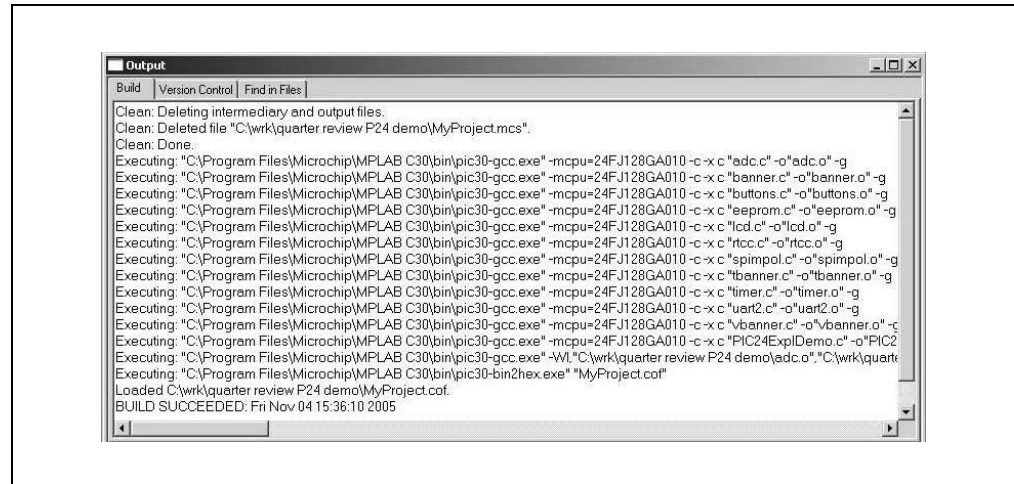 Output
Build Version Control Find in Files
Clean: Deleting intermediary and output files.
Clean: Deleted file "C:\wrk\quarter review P24 demo\MyProject.mcs".
Clean: Done.
Executing: "C:\Program Files\Microchip\MPLAB C30\bin\pic30-gcc.exe" -mcpu=24FJ128GA010 -c -x c "adc.c" -o"adc.o" -g
Executing: "C:\Program Files\Microchip\MPLAB C30\bin\pic30-gcc.exe" -mcpu=24FJ128GA010 -c -x c "banner.c" -o"banner.o" -g
Executing: "C:\Program Files\Microchip\MPLAB C30\bin\pic30-gcc.exe" -mcpu=24FJ128GA010 -c -x c "buttons.c" -o"buttons.o" -g
Executing: "C:\Program Files\Microchip\MPLAB C30\bin\pic30-gcc.exe" -mcpu=24FJ128GA010 -c -x c "eeprom.c" -o"eeprom.o" -g
Executing: "C:\Program Files\Microchip\MPLAB C30\bin\pic30-gcc.exe" -mcpu=24FJ128GA010 -c -x c "lcd.c" -o"lcd.o" -g
Executing: "C:\Program Files\Microchip\MPLAB C30\bin\pic30-gcc.exe" -mcpu=24FJ128GA010 -c -x c "rtcc.c" -o"rtcc.o" -g
Executing: "C:\Program Files\Microchip\MPLAB C30\bin\pic30-gcc.exe" -mcpu=24FJ128GA010 -c -x c "spimpol.c" -o"spimpol.o" -g
Executing: "C:\Program Files\Microchip\MPLAB C30\bin\pic30-gcc.exe" -mcpu=24FJ128GA010 -c -x c "tbanner.c" -o"tbanner.o" -g
Executing: "C:\Program Files\Microchip\MPLAB C30\bin\pic30-gcc.exe" -mcpu=24FJ128GA010 -c -x c "timer.c" -o"timer.o" -g
Executing: "C:\Program Files\Microchip\MPLAB C30\bin\pic30-gcc.exe" -mcpu=24FJ128GA010 -c -x c "uart2.c" -o"uart2.o" -g
Executing: "C:\Program Files\Microchip\MPLAB C30\bin\pic30-gcc.exe" -mcpu=24FJ128GA010 -c -x c "vbanner.c" -o"vbanner.o" -g
Executing: "C:\Program Files\Microchip\MPLAB C30\bin\pic30-gcc.exe" -mcpu=24FJ128GA010 -c -x c "PIC24ExplDemo.c" -o"PIC2
Executing: "C:\Program Files\Microchip\MPLAB C30\bin\pic30-gcc.exe" -Wl,"C:\wrk\quarter review P24 demo\adc.o","C:\wrk\quarte
Executing: "C:\Program Files\Microchip\MPLAB C30\bin\pic30-bin2hex.exe" "MyProject.cof"
Loaded C:\wrk\quarter review P24 demo\MyProject.cof.
BUILD SUCCEEDED: Fri Nov 04 15:36:10 2005